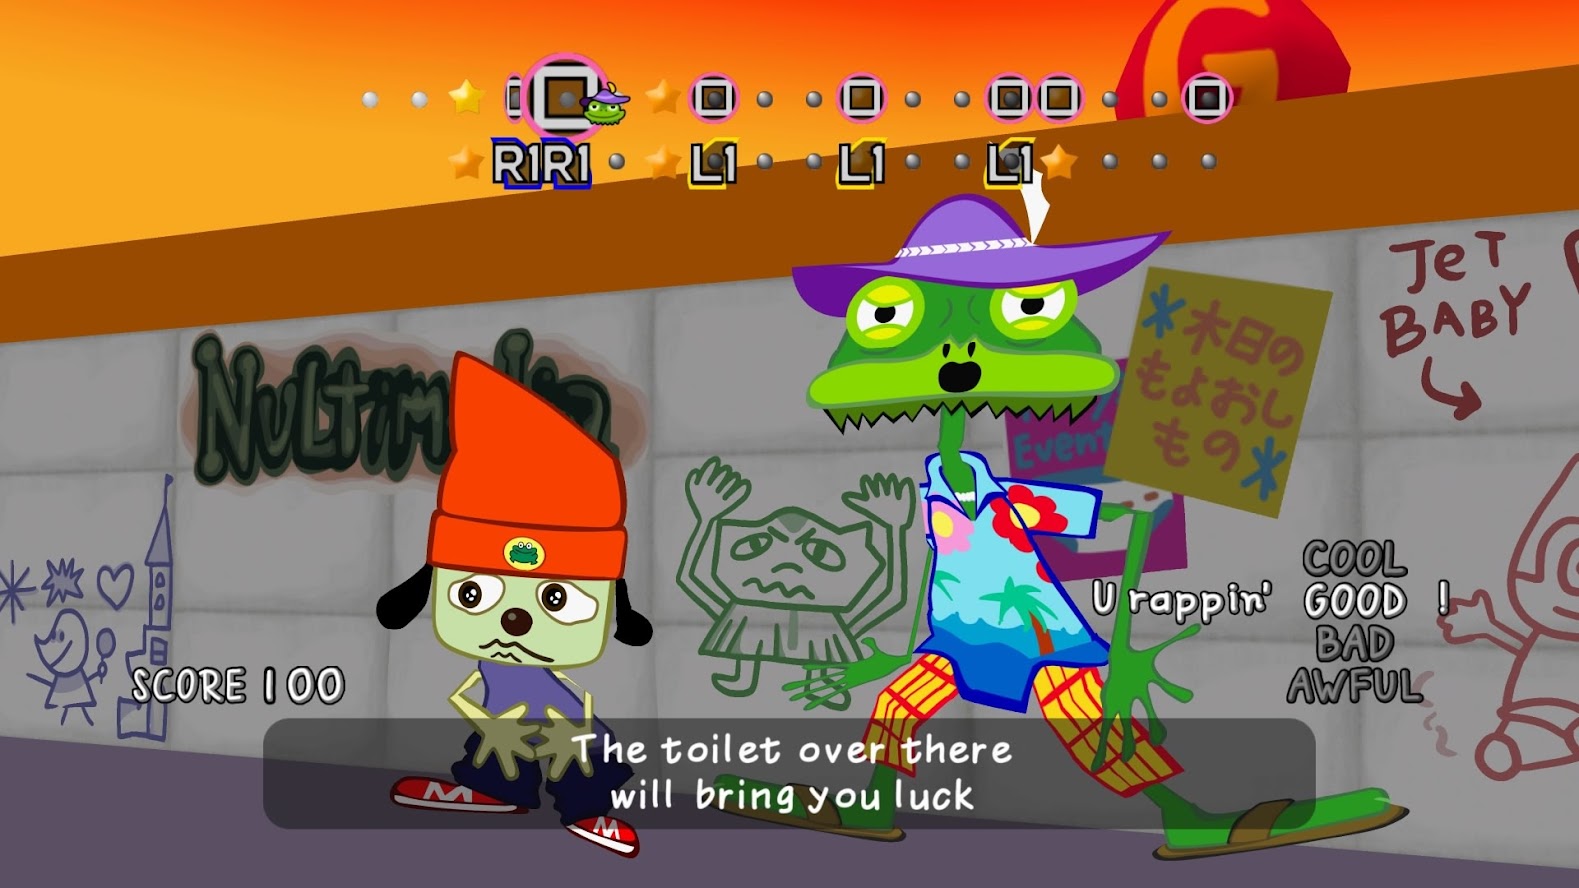 G
R1R1 L1 L1 L1
JeT
BABY
木日の
もよおし
もの
Event
COOL
U rappin' GOOD !
BAD
AWFUL
SCORE 100
M
M
The toilet over there
will bring you luck